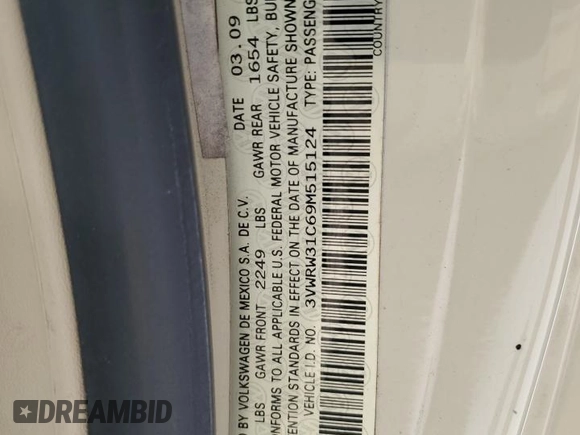 D BY VOLKSWAGEN DE MEXICO S.A. DE C.V. DATE 03.09
LBS GAWR FRONT 2249 LBS GAWR REAR 1654 LBS
ONFORMS TO ALL APPLICABLE U.S. FEDERAL MOTOR VEHICLE SAFETY, BU
ENTION STANDARDS IN EFFECT ON THE DATE OF MANUFACTURE SHOWN
VEHICLE I.D. NO. 3VWRW31C69M515124 TYPE: PASSENG
COUNTRY
DREAMBID